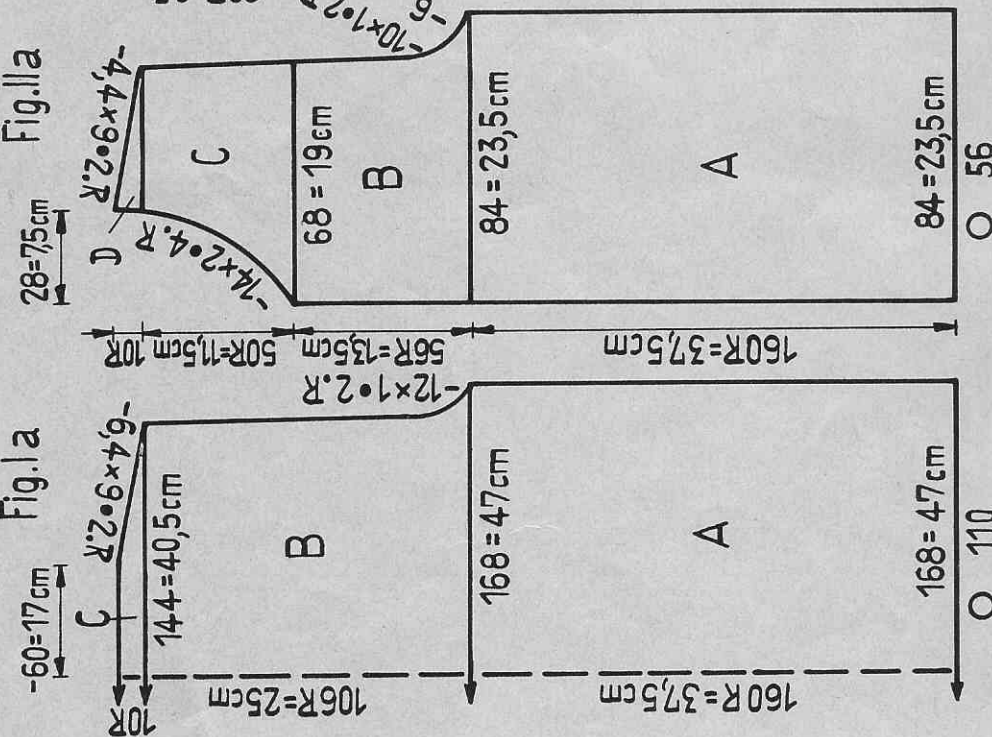 Fig.IIa
28=7,5cm
-4,4×9•2.R
D
-14×2•4.R
C
10R
50R=11,5cm
56R=13,5cm
160R=37,5cm
-10×1•2
68 = 19cm
B
84=23,5cm
A
84=23,5cm
O 56
Fig.Ia
-60=17cm
-6,4×9•2.R
C
10R
144=40,5cm
-12×1•2.R
B
106R=25cm
168=47cm
A
160R=37,5cm
168=47cm
O 110